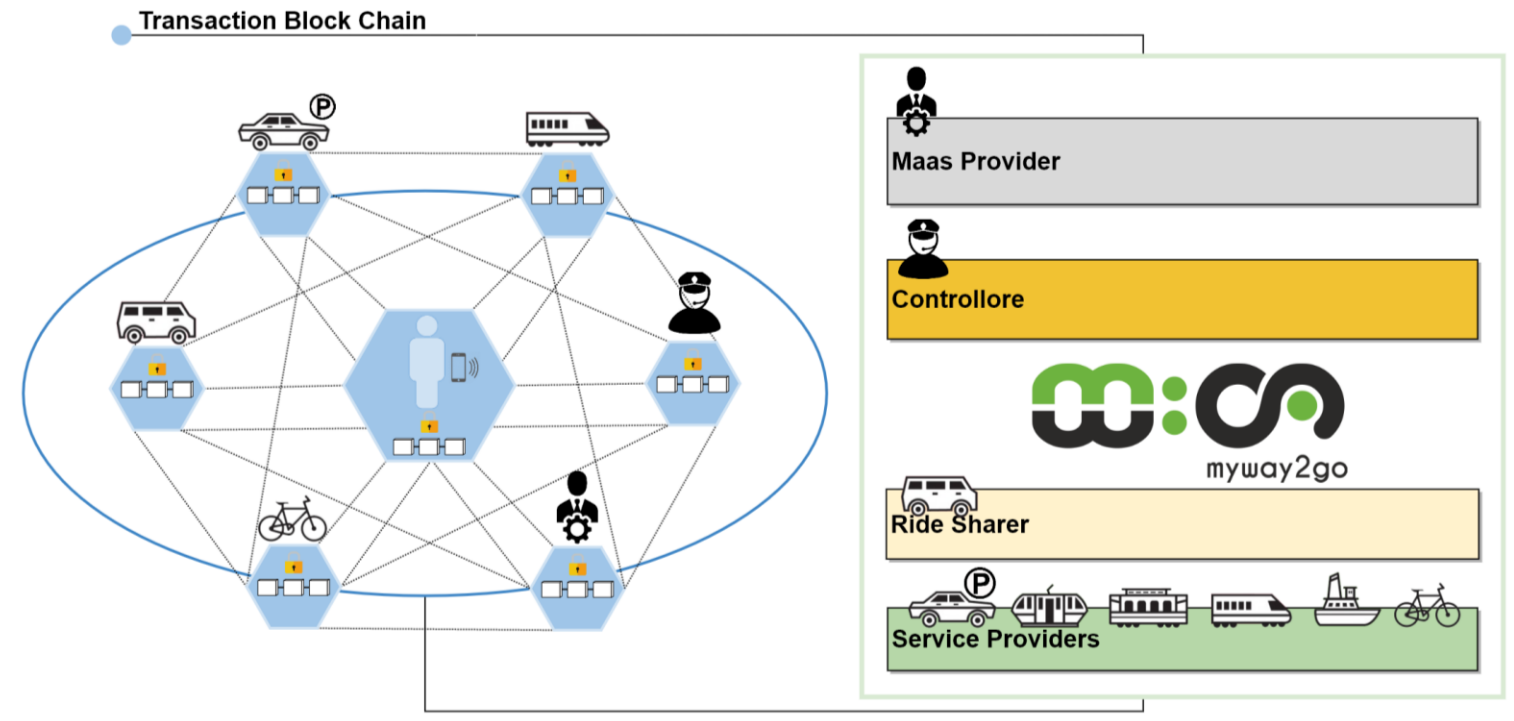 Transaction Block Chain
P
Maas Provider
Controllore
myway2go
Ride Sharer
P
Service Providers